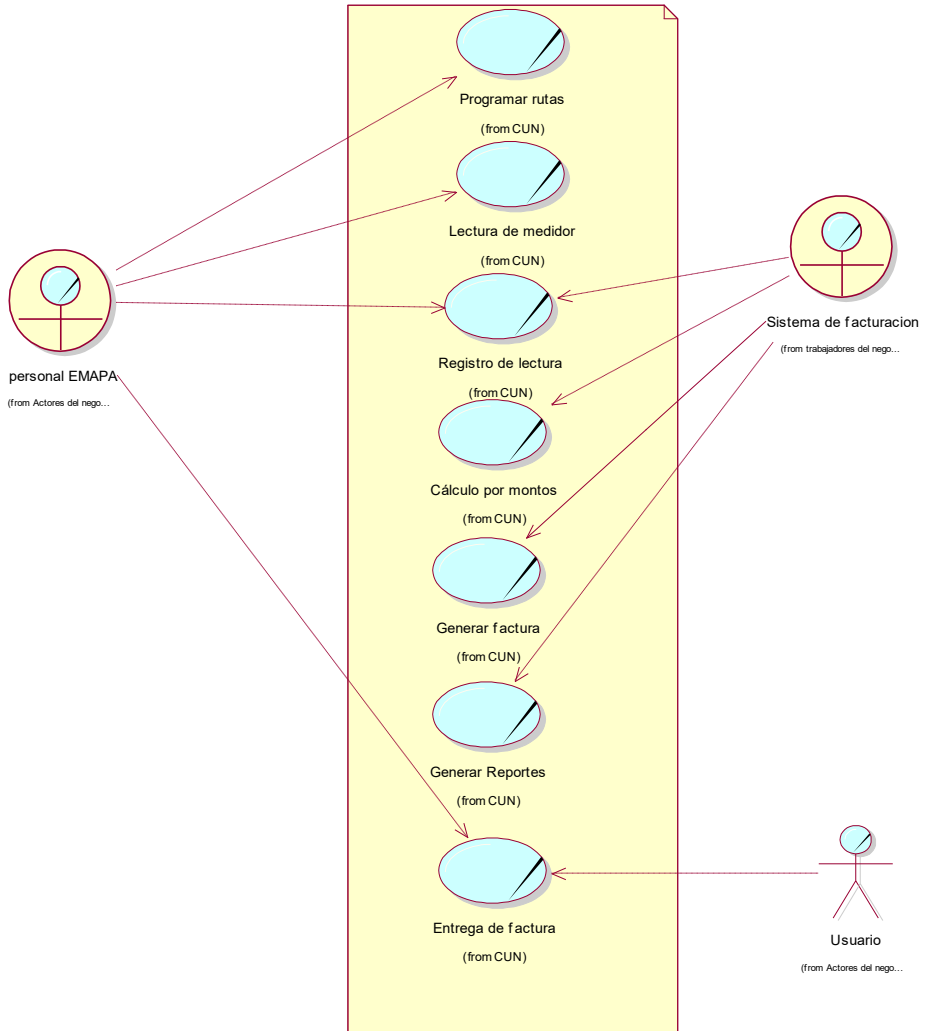 Programar rutas
(from CUN)
Lectura de medidor
(from CUN)
Registro de lectura
(from CUN)
Cálculo por montos
(from CUN)
Generar factura
(from CUN)
Generar Reportes
(from CUN)
Entrega de factura
(from CUN)
personal EMAPA
(from Actores del nego...
Sistema de facturacion
(from trabajadores del nego...
Usuario
(from Actores del nego...